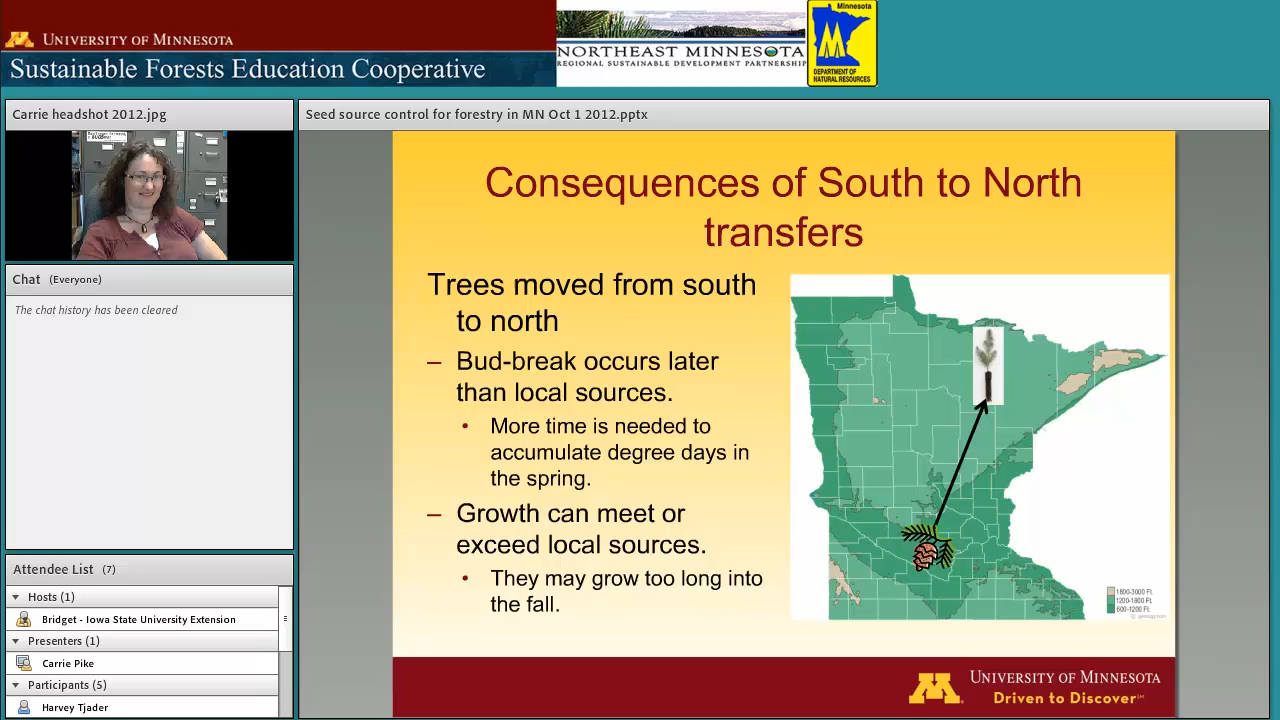 UNIVERSITY OF MINNESOTA
Sustainable Forests Education Cooperative
NORTHEAST MINNESOTA
REGIONAL SUSTAINABLE DEVELOPMENT PARTNERSHIP
Minnesota
DEPARTMENT OF
NATURAL RESOURCES
Carrie headshot 2012.jpg
Chat (Everyone)
The chat history has been cleared
Attendee List (7)
Hosts (1)
Bridget - Iowa State University Extension
Presenters (1)
Carrie Pike
Participants (5)
Harvey Tjader
Seed source control for forestry in MN Oct 1 2012.pptx
Consequences of South to North
transfers
Trees moved from south
to north
– Bud-break occurs later
than local sources.
• More time is needed to
accumulate degree days in
the spring.
– Growth can meet or
exceed local sources.
• They may grow too long into
the fall.
1800-3000 Ft.
1200-1800 Ft.
600-1200 Ft.
© geology.com
M
UNIVERSITY OF MINNESOTA
Driven to Discover℠